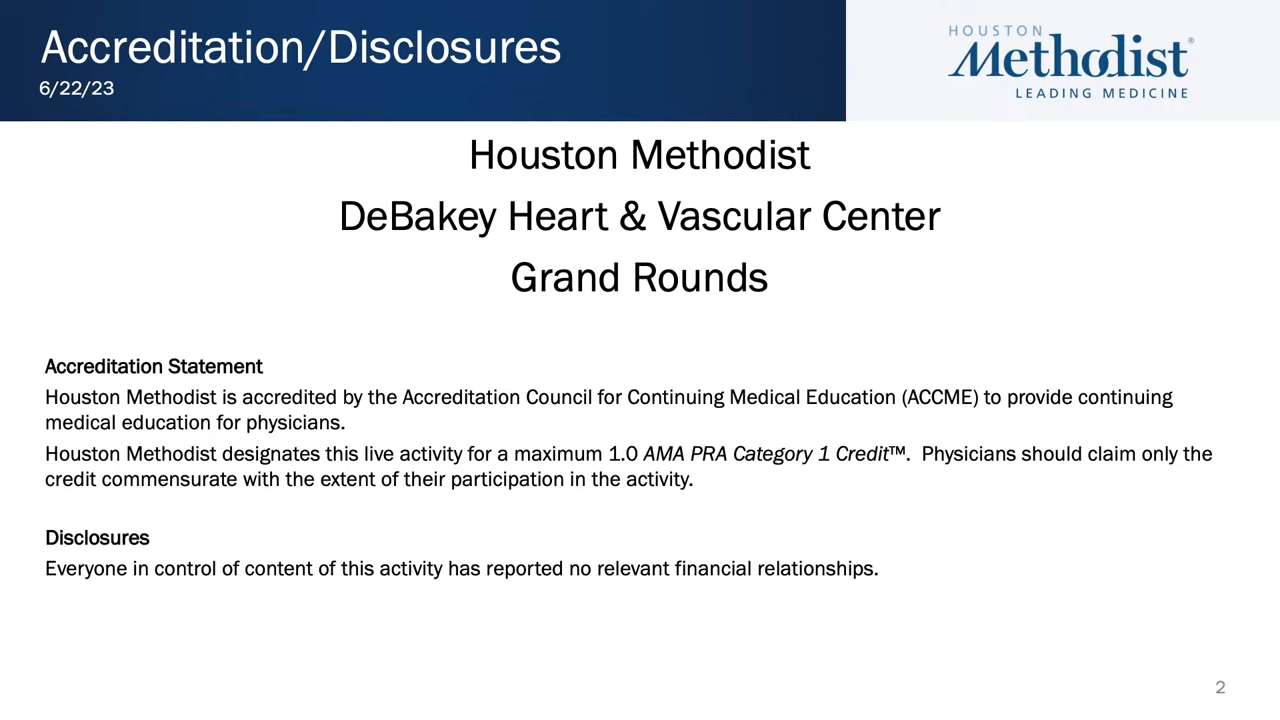 Accreditation/Disclosures
6/22/23
HOUSTON
Methodist®
LEADING MEDICINE
Houston Methodist
DeBakey Heart & Vascular Center
Grand Rounds
Accreditation Statement
Houston Methodist is accredited by the Accreditation Council for Continuing Medical Education (ACCME) to provide continuing
medical education for physicians.
Houston Methodist designates this live activity for a maximum 1.0 AMA PRA Category 1 Credit™.  Physicians should claim only the
credit commensurate with the extent of their participation in the activity.
Disclosures
Everyone in control of content of this activity has reported no relevant financial relationships.
2